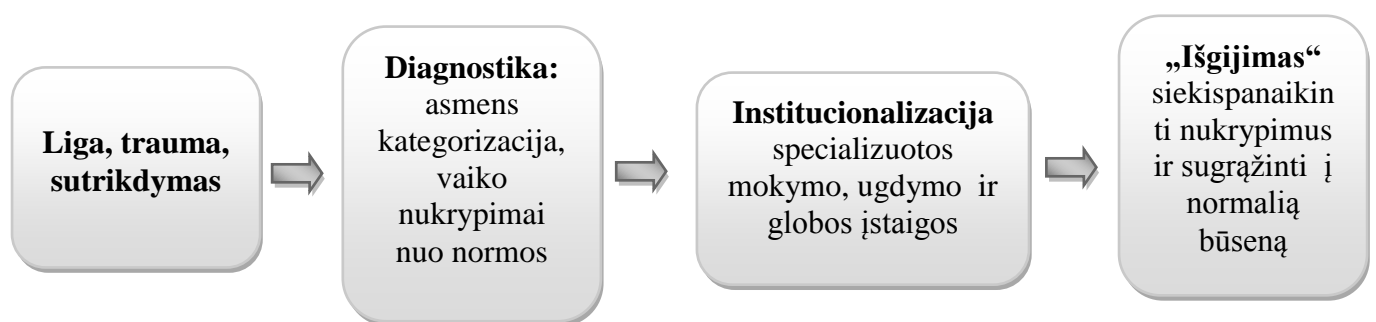 Liga, trauma,
sutrikdymas
Diagnostika:
asmens
kategorizacija,
vaiko
nukrypimai
nuo normos
Institucionalizacija
specializuotos
mokymo, ugdymo ir
globos įstaigos
„Išgijimas“
siekispanaikin
ti nukrypimus
ir sugrąžinti į
normalią
būseną